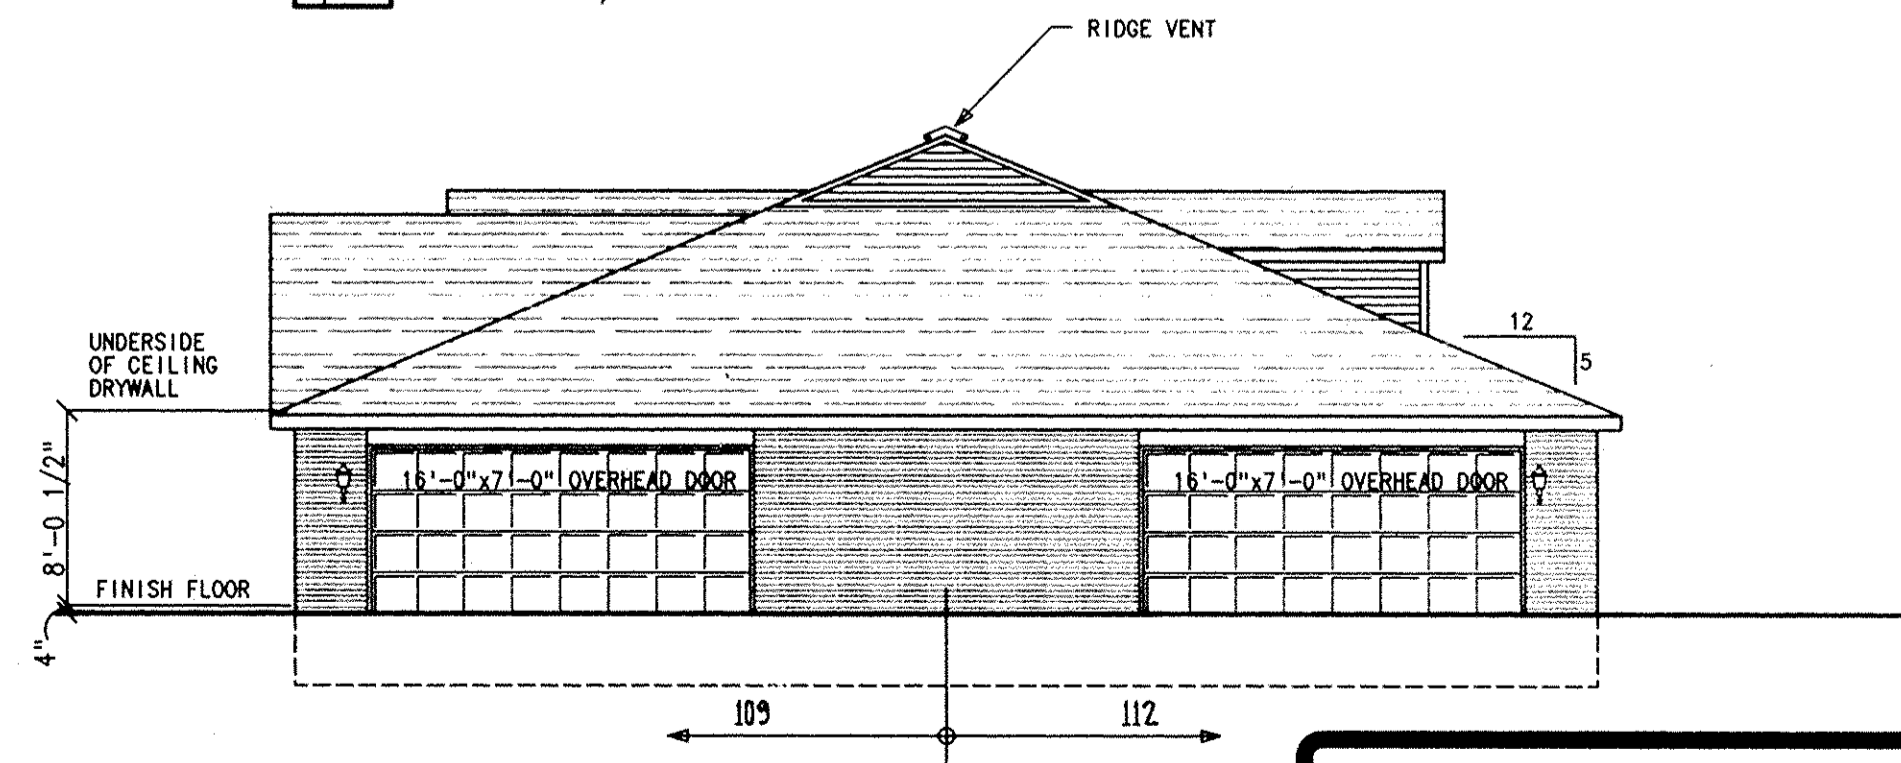 RIDGE VENT
12
5
UNDERSIDE
OF CEILING
DRYWALL
8'-0 1/2"
16'-0"x7'-0" OVERHEAD DOOR
16'-0"x7'-0" OVERHEAD DOOR
FINISH FLOOR
4"
109
112